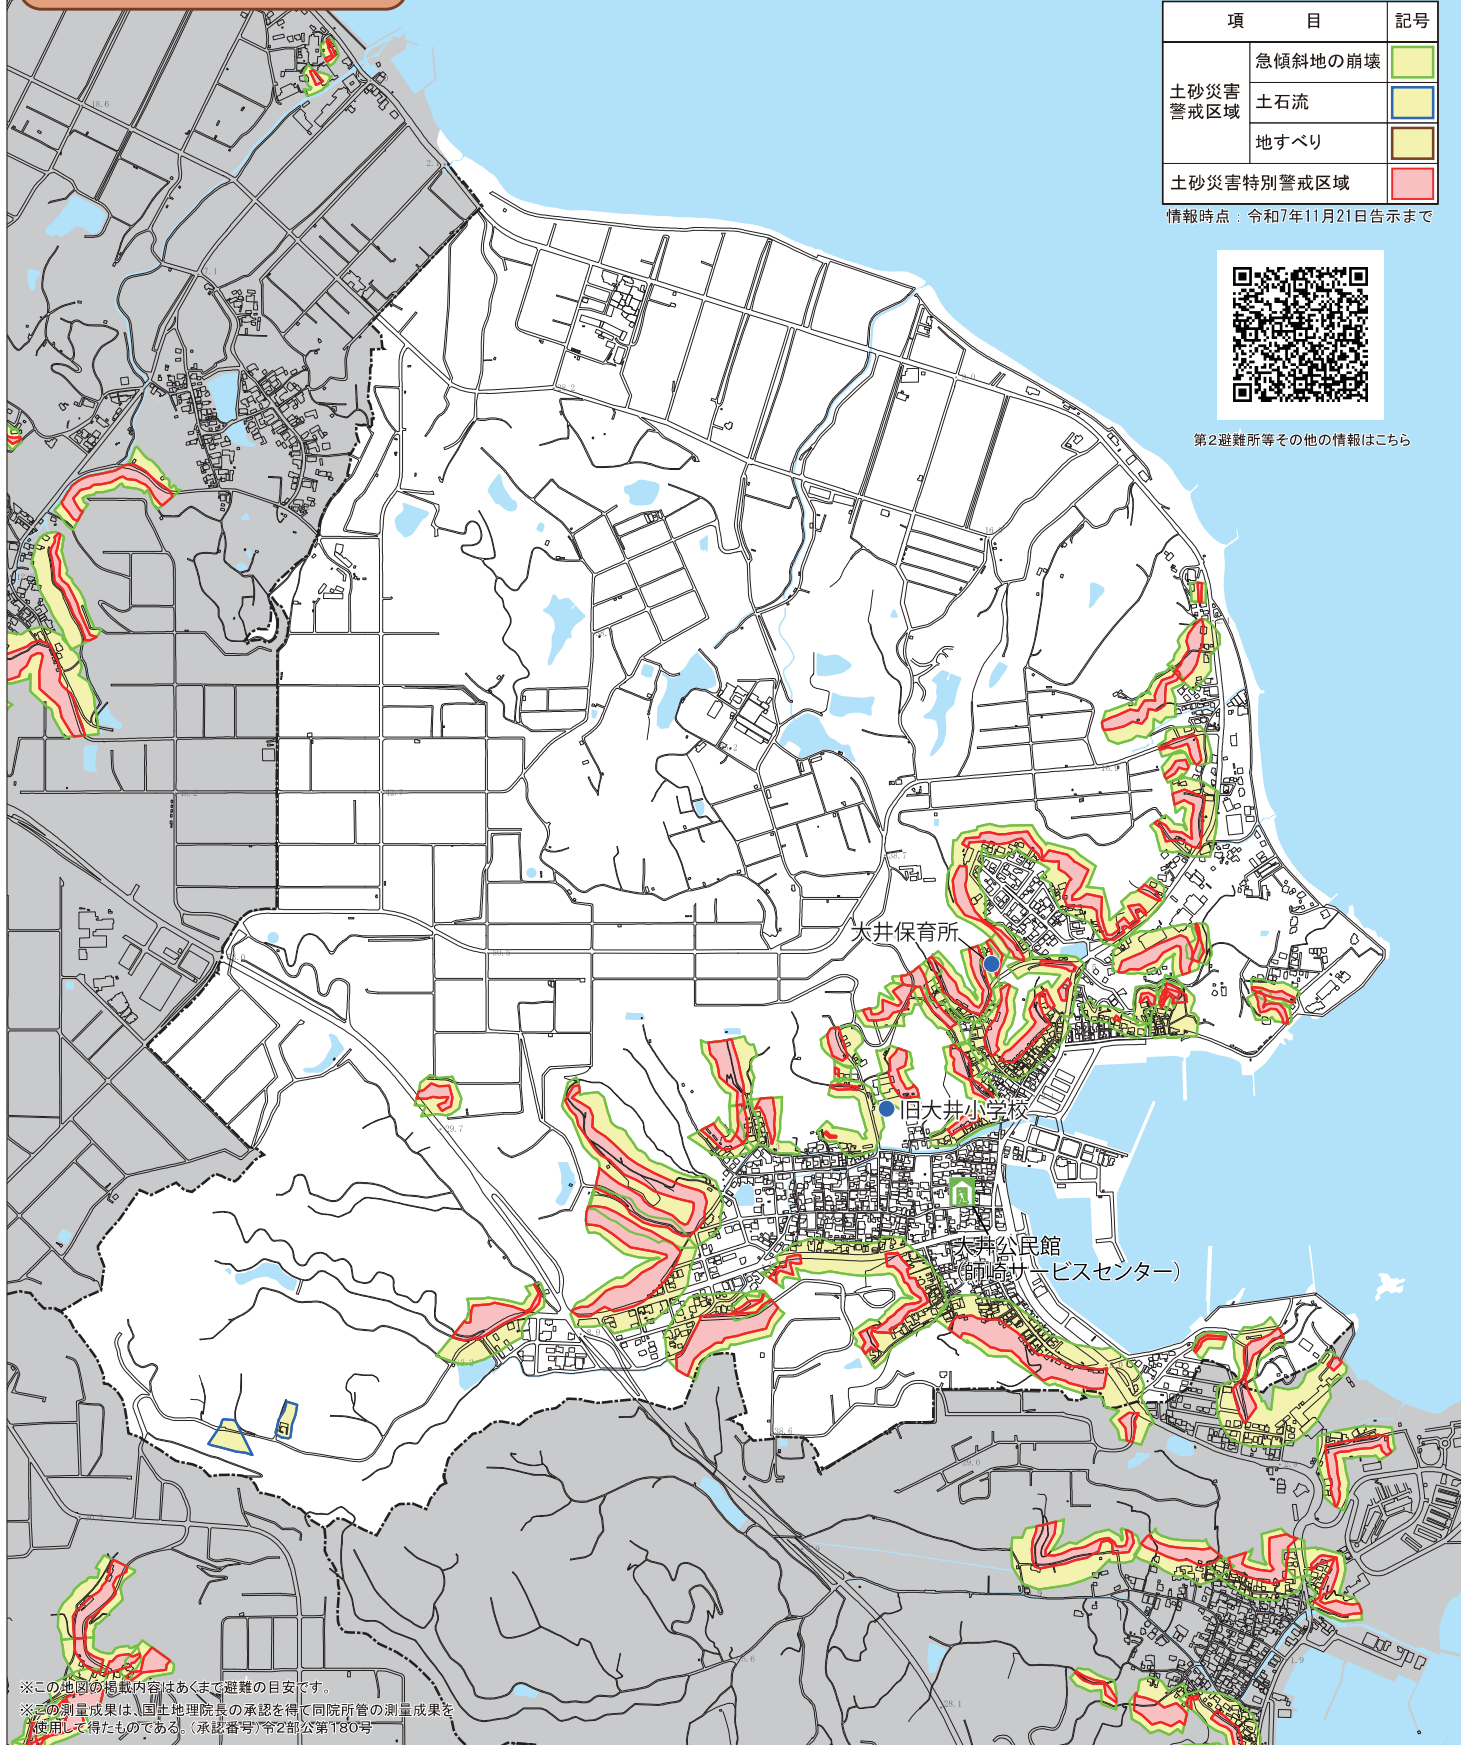 項　目
記号
土砂災害
警戒区域
急傾斜地の崩壊
土石流
地すべり
土砂災害特別警戒区域
情報時点：令和7年11月21日告示まで
第2避難所等その他の情報はこちら
大井保育所
旧大井小学校
大井公民館
(師崎サービスセンター)
※この地図の掲載内容はあくまで避難の目安です。
※この測量成果は、国土地理院長の承認を得て同院所管の測量成果を
使用して得たものである。(承認番号)令2部公第180号